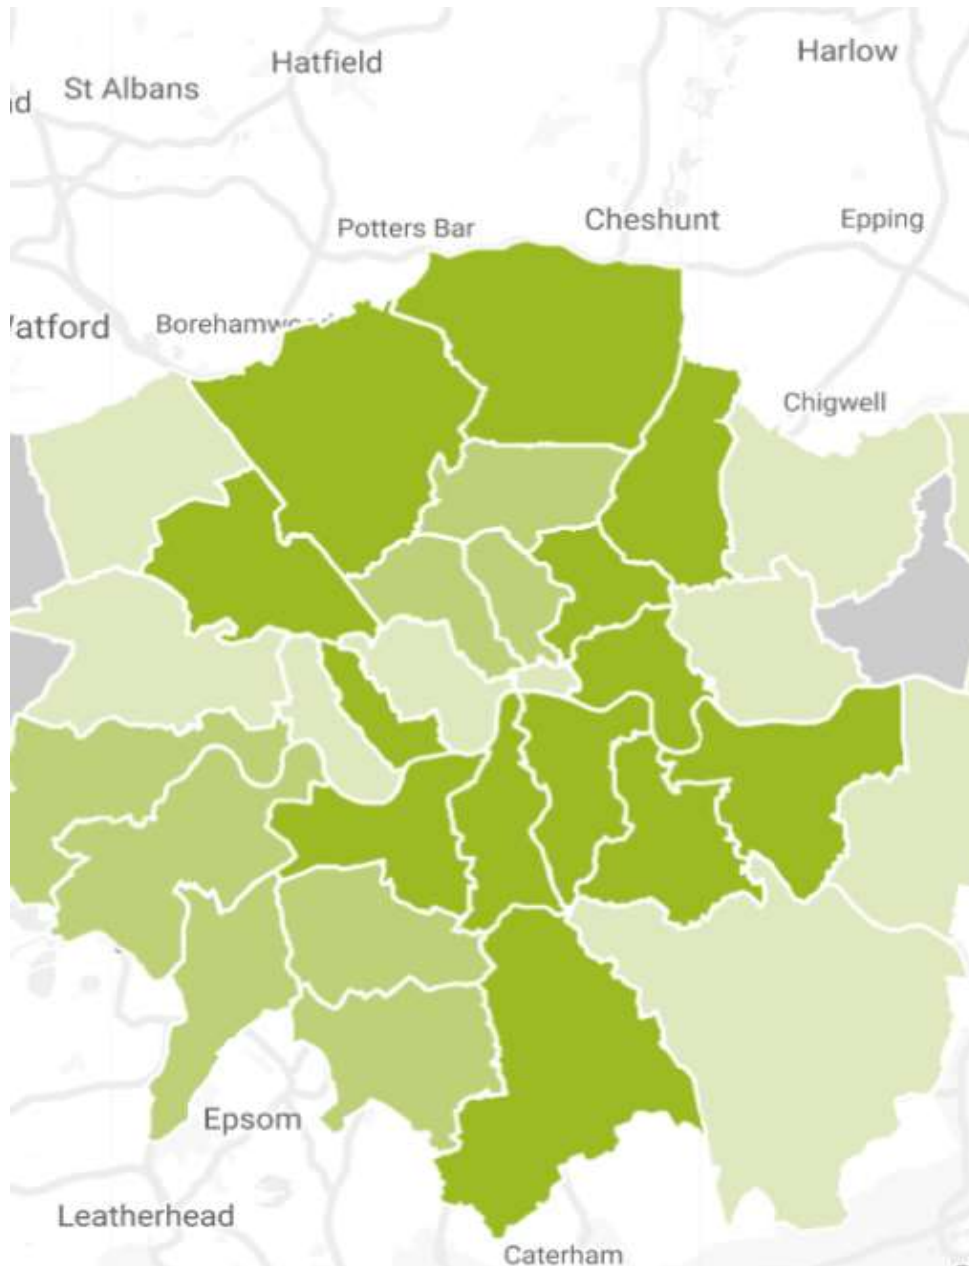 Hatfield
Harlow
St Albans
Potters Bar
Cheshunt
Epping
Chigwell
Epsom
Leatherhead
Caterham